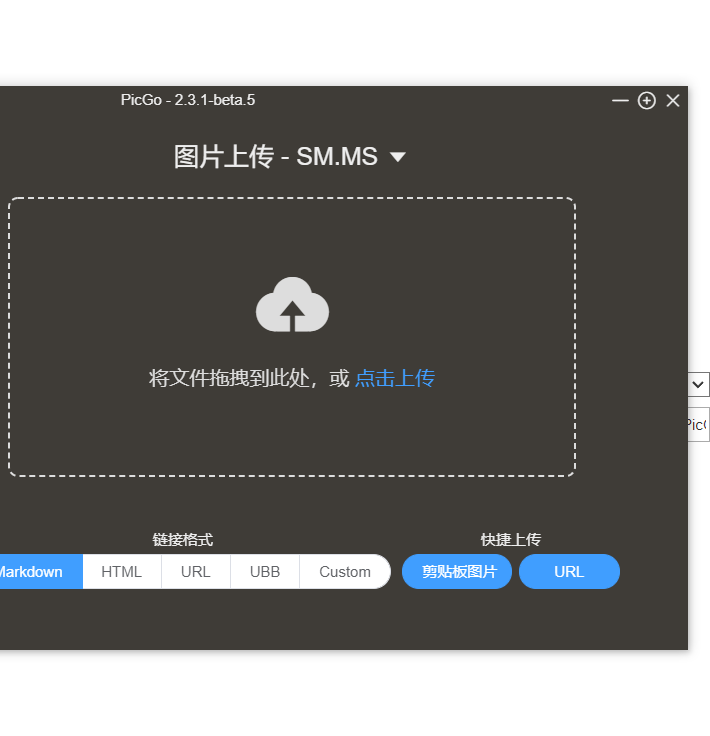 PicGo - 2.3.1-beta.5
图片上传 - SM.MS
将文件拖拽到此处，或 点击上传
链接格式
快捷上传
Markdown HTML URL UBB Custom 剪贴板图片 URL